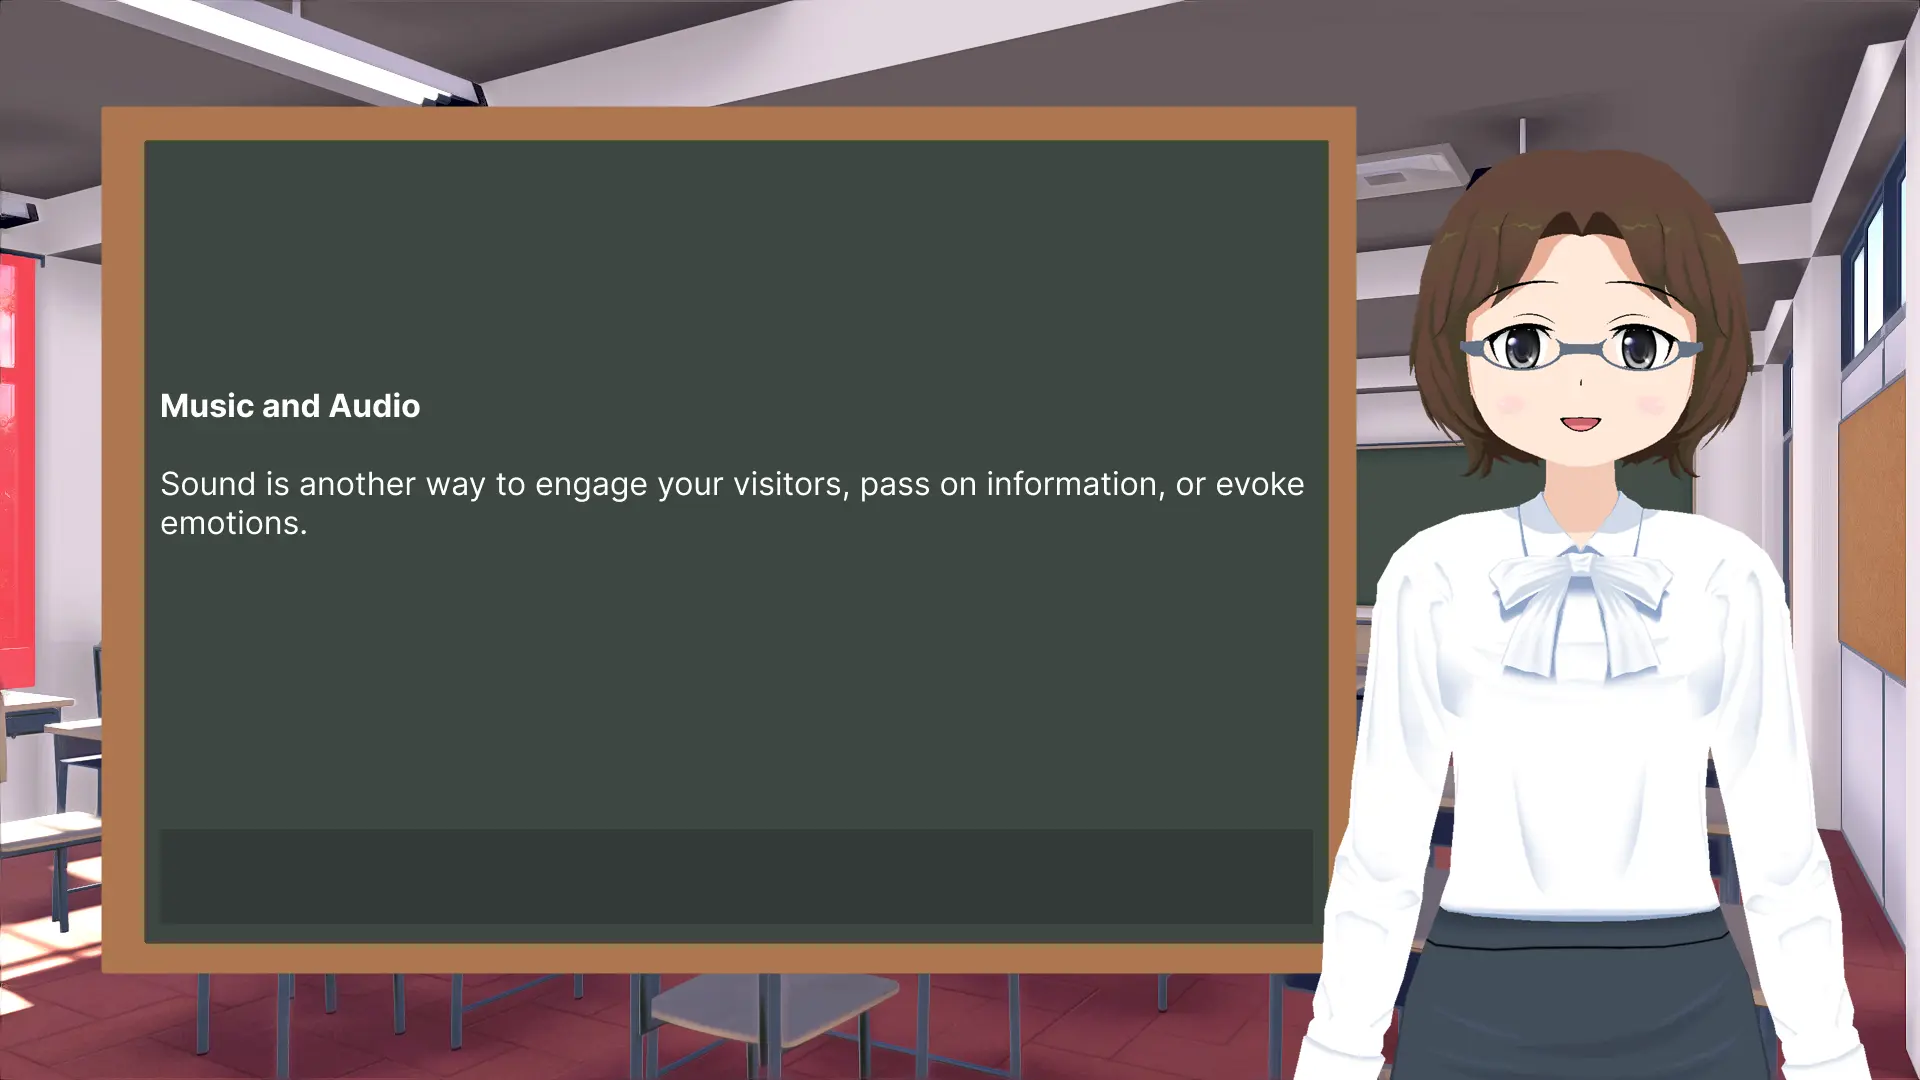 Music and Audio
Sound is another way to engage your visitors, pass on information, or evoke
emotions.